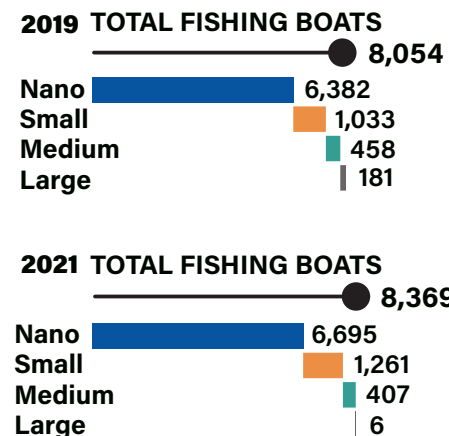 2019 TOTAL FISHING BOATS
8,054
Nano 6,382
Small 1,033
Medium 458
Large 181
2021 TOTAL FISHING BOATS
8,369
Nano 6,695
Small 1,261
Medium 407
Large 6